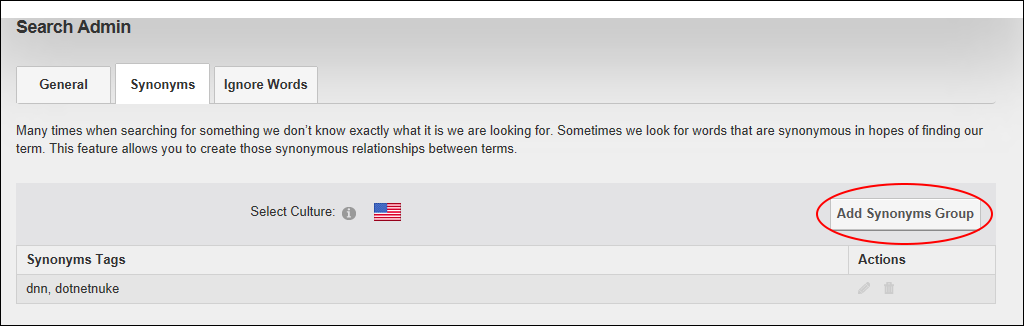 Search Admin
General
Synonyms
Ignore Words
Many times when searching for something we don't know exactly what it is we are looking for. Sometimes we look for words that are synonymous in hopes of finding our
term. This feature allows you to create those synonymous relationships between terms.
Select Culture:
Add Synonyms Group
Synonyms Tags
Actions
dnn, dotnetnuke